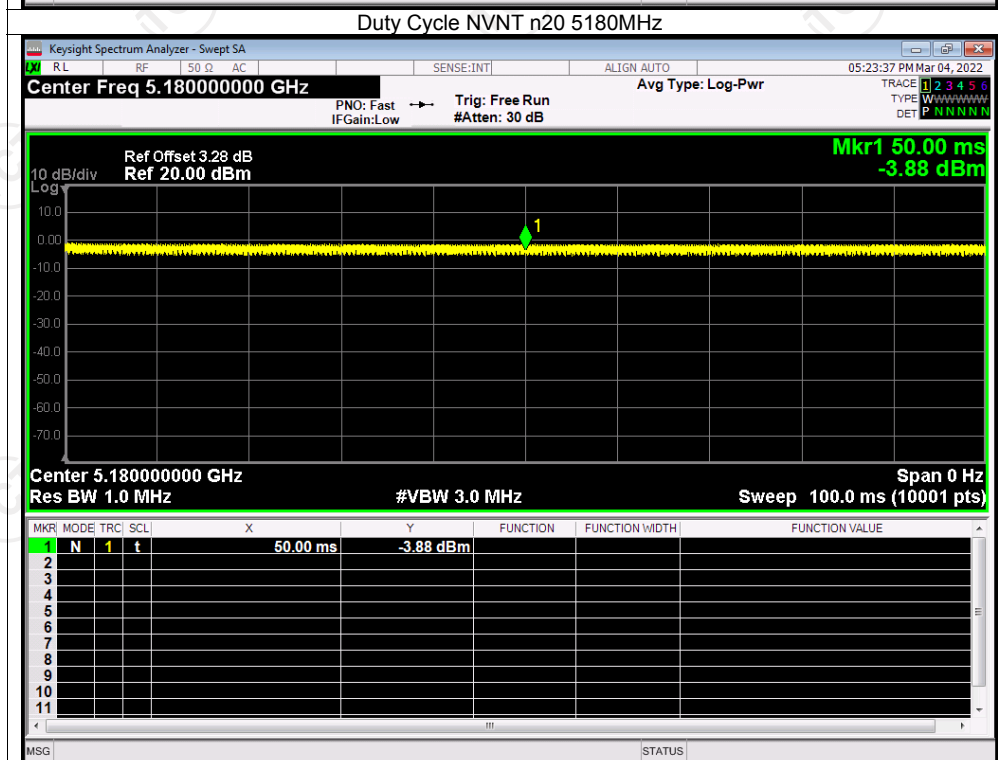 Duty Cycle NVNT n20 5180MHz
Keysight Spectrum Analyzer - Swept SA
LXI RL RF 50 Ω AC SENSE:INT ALIGN AUTO 05:23:37 PM Mar 04, 2022
Center Freq 5.180000000 GHz
PNO: Fast
IFGain:Low
Trig: Free Run
#Atten: 30 dB
Avg Type: Log-Pwr
TRACE 1 2 3 4 5 6
TYPE W
DET P N N N N N
Mkr1 50.00 ms
-3.88 dBm
Ref Offset 3.28 dB
10 dB/div Ref 20.00 dBm
Log
10.0
0.00
-10.0
-20.0
-30.0
-40.0
-50.0
-60.0
-70.0
1
Center 5.180000000 GHz Span 0 Hz
Res BW 1.0 MHz #VBW 3.0 MHz Sweep 100.0 ms (10001 pts)
MKR MODE TRC SCL X Y FUNCTION FUNCTION WIDTH FUNCTION VALUE
1 N 1 t 50.00 ms -3.88 dBm
2
3
4
5
6
7
8
9
10
11
MSG STATUS